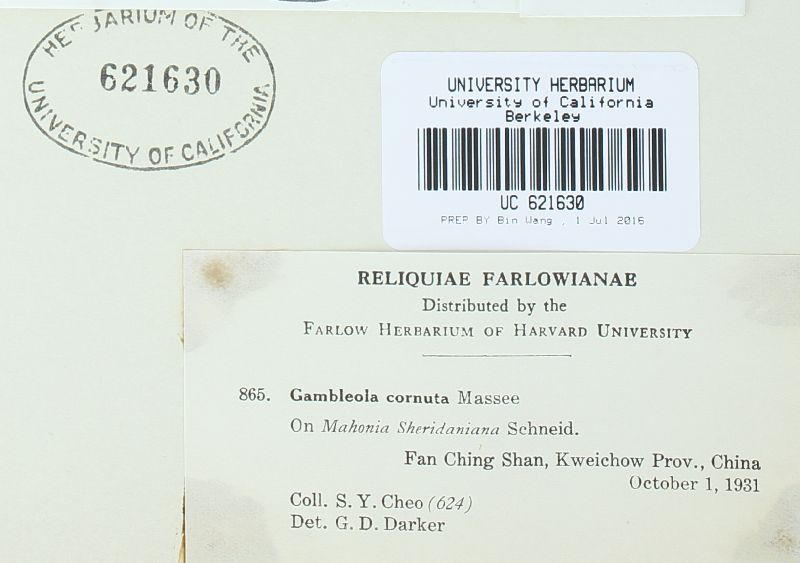 HERBARIUM OF THE
621630
UNIVERSITY OF CALIFORNIA
UNIVERSITY HERBARIUM
University of California
Berkeley
UC 621630
PREP BY Bin Wang , 1 Jul 2016
RELIQUIAE FARLOWIANAE
Distributed by the
FARLOW HERBARIUM OF HARVARD UNIVERSITY
865. Gambleola cornuta Massee
On Mahonia Sheridaniana Schneid.
Fan Ching Shan, Kweichow Prov., China
October 1, 1931
Coll. S. Y. Cheo (624)
Det. G. D. Darker